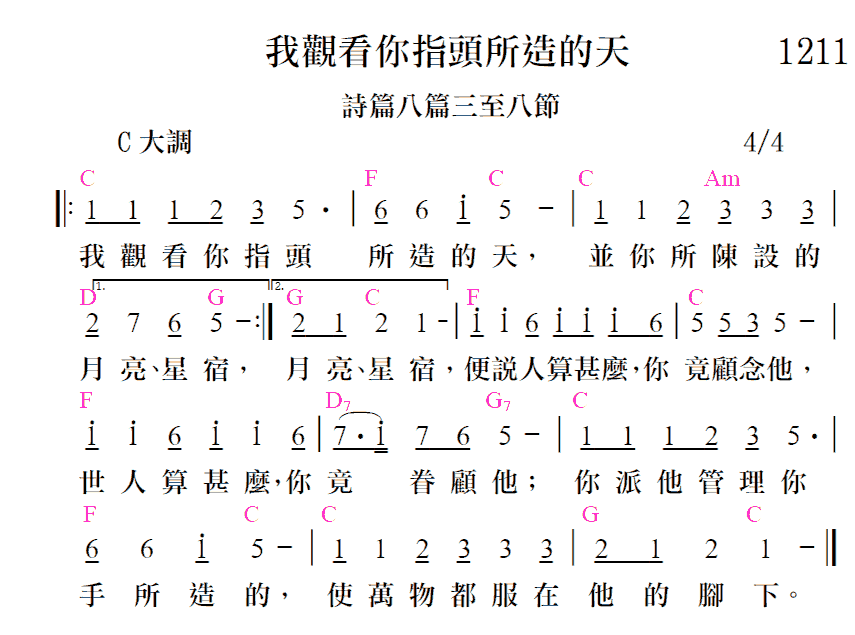 我觀看你指頭所造的天 1211
詩篇八篇三至八節
C 大調 4/4
C F C C Am
1 1 1 2 3 5 · | 6 6 i 5 － | 1 1 2 3 3 3 |
我觀看你指頭 所造的天，並你所陳設的
1. 2.
D G G C F C
2 7 6 5 － :‖ 2 1 2 1 - | i i 6 i i i 6 | 5 5 3 5 － |
月亮、星宿，月亮、星宿，便説人算甚麼，你竟顧念他，
F D7 G7 C
i i 6 i i 6 | 7 · i 7 6 5 － | 1 1 1 2 3 5 · |
世人算甚麼，你竟 眷顧他；你派他管理你
F C C G C
6 6 i 5 － | 1 1 2 3 3 3 | 2 1 2 1 － ‖
手所造的，使萬物都服在他的腳下。